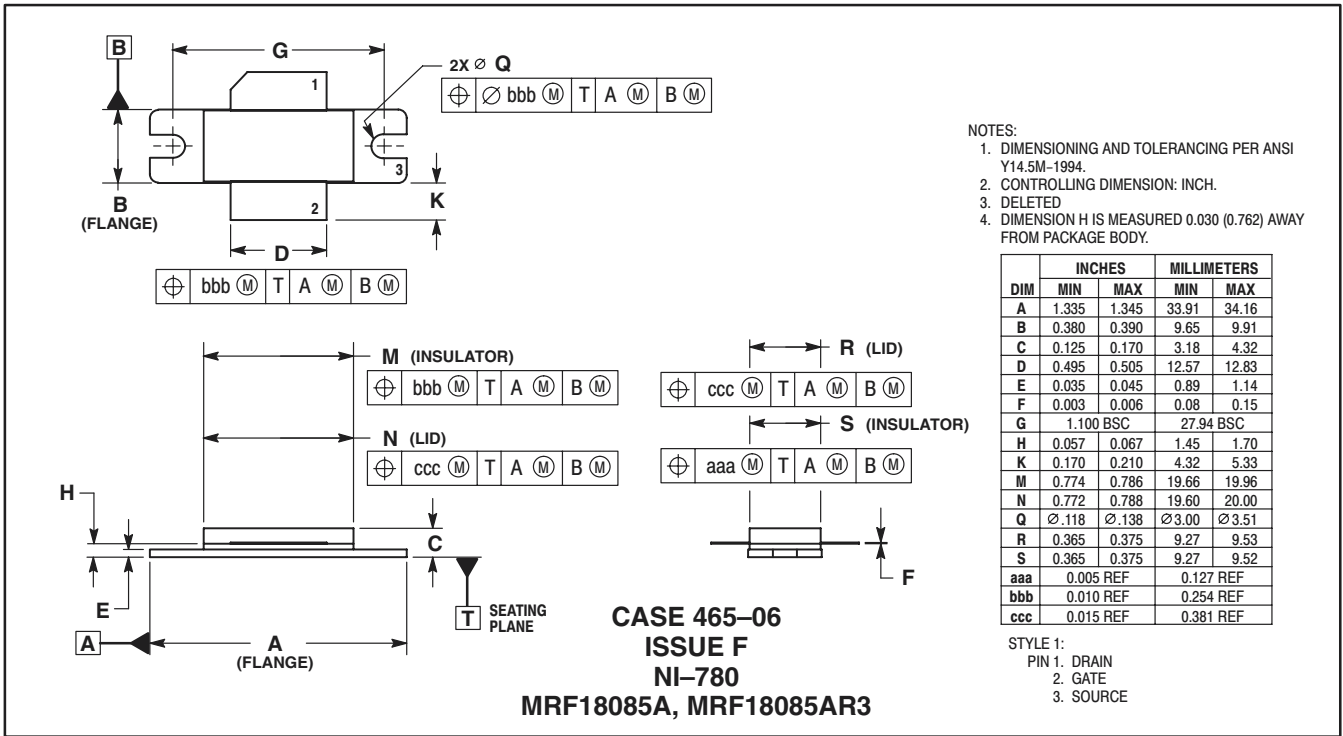 B
G
2X ⌀ Q
⌖ ⌀ bbb Ⓜ T A Ⓜ B Ⓜ
1
3
2
B
(FLANGE)
K
D
⌖ bbb Ⓜ T A Ⓜ B Ⓜ
M (INSULATOR)
⌖ bbb Ⓜ T A Ⓜ B Ⓜ
N (LID)
⌖ ccc Ⓜ T A Ⓜ B Ⓜ
R (LID)
⌖ ccc Ⓜ T A Ⓜ B Ⓜ
S (INSULATOR)
⌖ aaa Ⓜ T A Ⓜ B Ⓜ
H
C
E
F
T SEATING
PLANE
A
A
(FLANGE)
CASE 465–06
ISSUE F
NI–780
MRF18085A, MRF18085AR3
NOTES:
1. DIMENSIONING AND TOLERANCING PER ANSI
Y14.5M–1994.
2. CONTROLLING DIMENSION: INCH.
3. DELETED
4. DIMENSION H IS MEASURED 0.030 (0.762) AWAY
FROM PACKAGE BODY.
INCHES MILLIMETERS
DIM MIN MAX MIN MAX
A 1.335 1.345 33.91 34.16
B 0.380 0.390 9.65 9.91
C 0.125 0.170 3.18 4.32
D 0.495 0.505 12.57 12.83
E 0.035 0.045 0.89 1.14
F 0.003 0.006 0.08 0.15
G 1.100 BSC 27.94 BSC
H 0.057 0.067 1.45 1.70
K 0.170 0.210 4.32 5.33
M 0.774 0.786 19.66 19.96
N 0.772 0.788 19.60 20.00
Q ⌀.118 ⌀.138 ⌀3.00 ⌀3.51
R 0.365 0.375 9.27 9.53
S 0.365 0.375 9.27 9.52
aaa 0.005 REF 0.127 REF
bbb 0.010 REF 0.254 REF
ccc 0.015 REF 0.381 REF
STYLE 1:
PIN 1. DRAIN
2. GATE
3. SOURCE